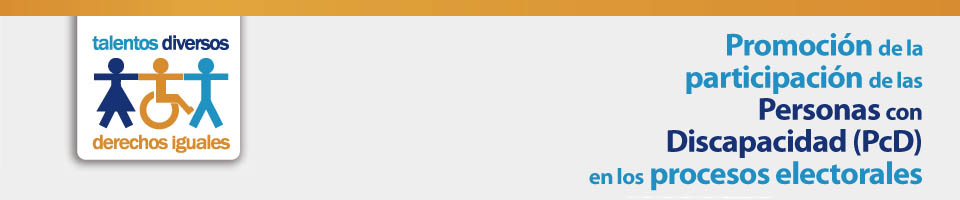 talentos diversos
derechos iguales
Promoción de la
participación de las
Personas con
Discapacidad (PcD)
en los procesos electorales